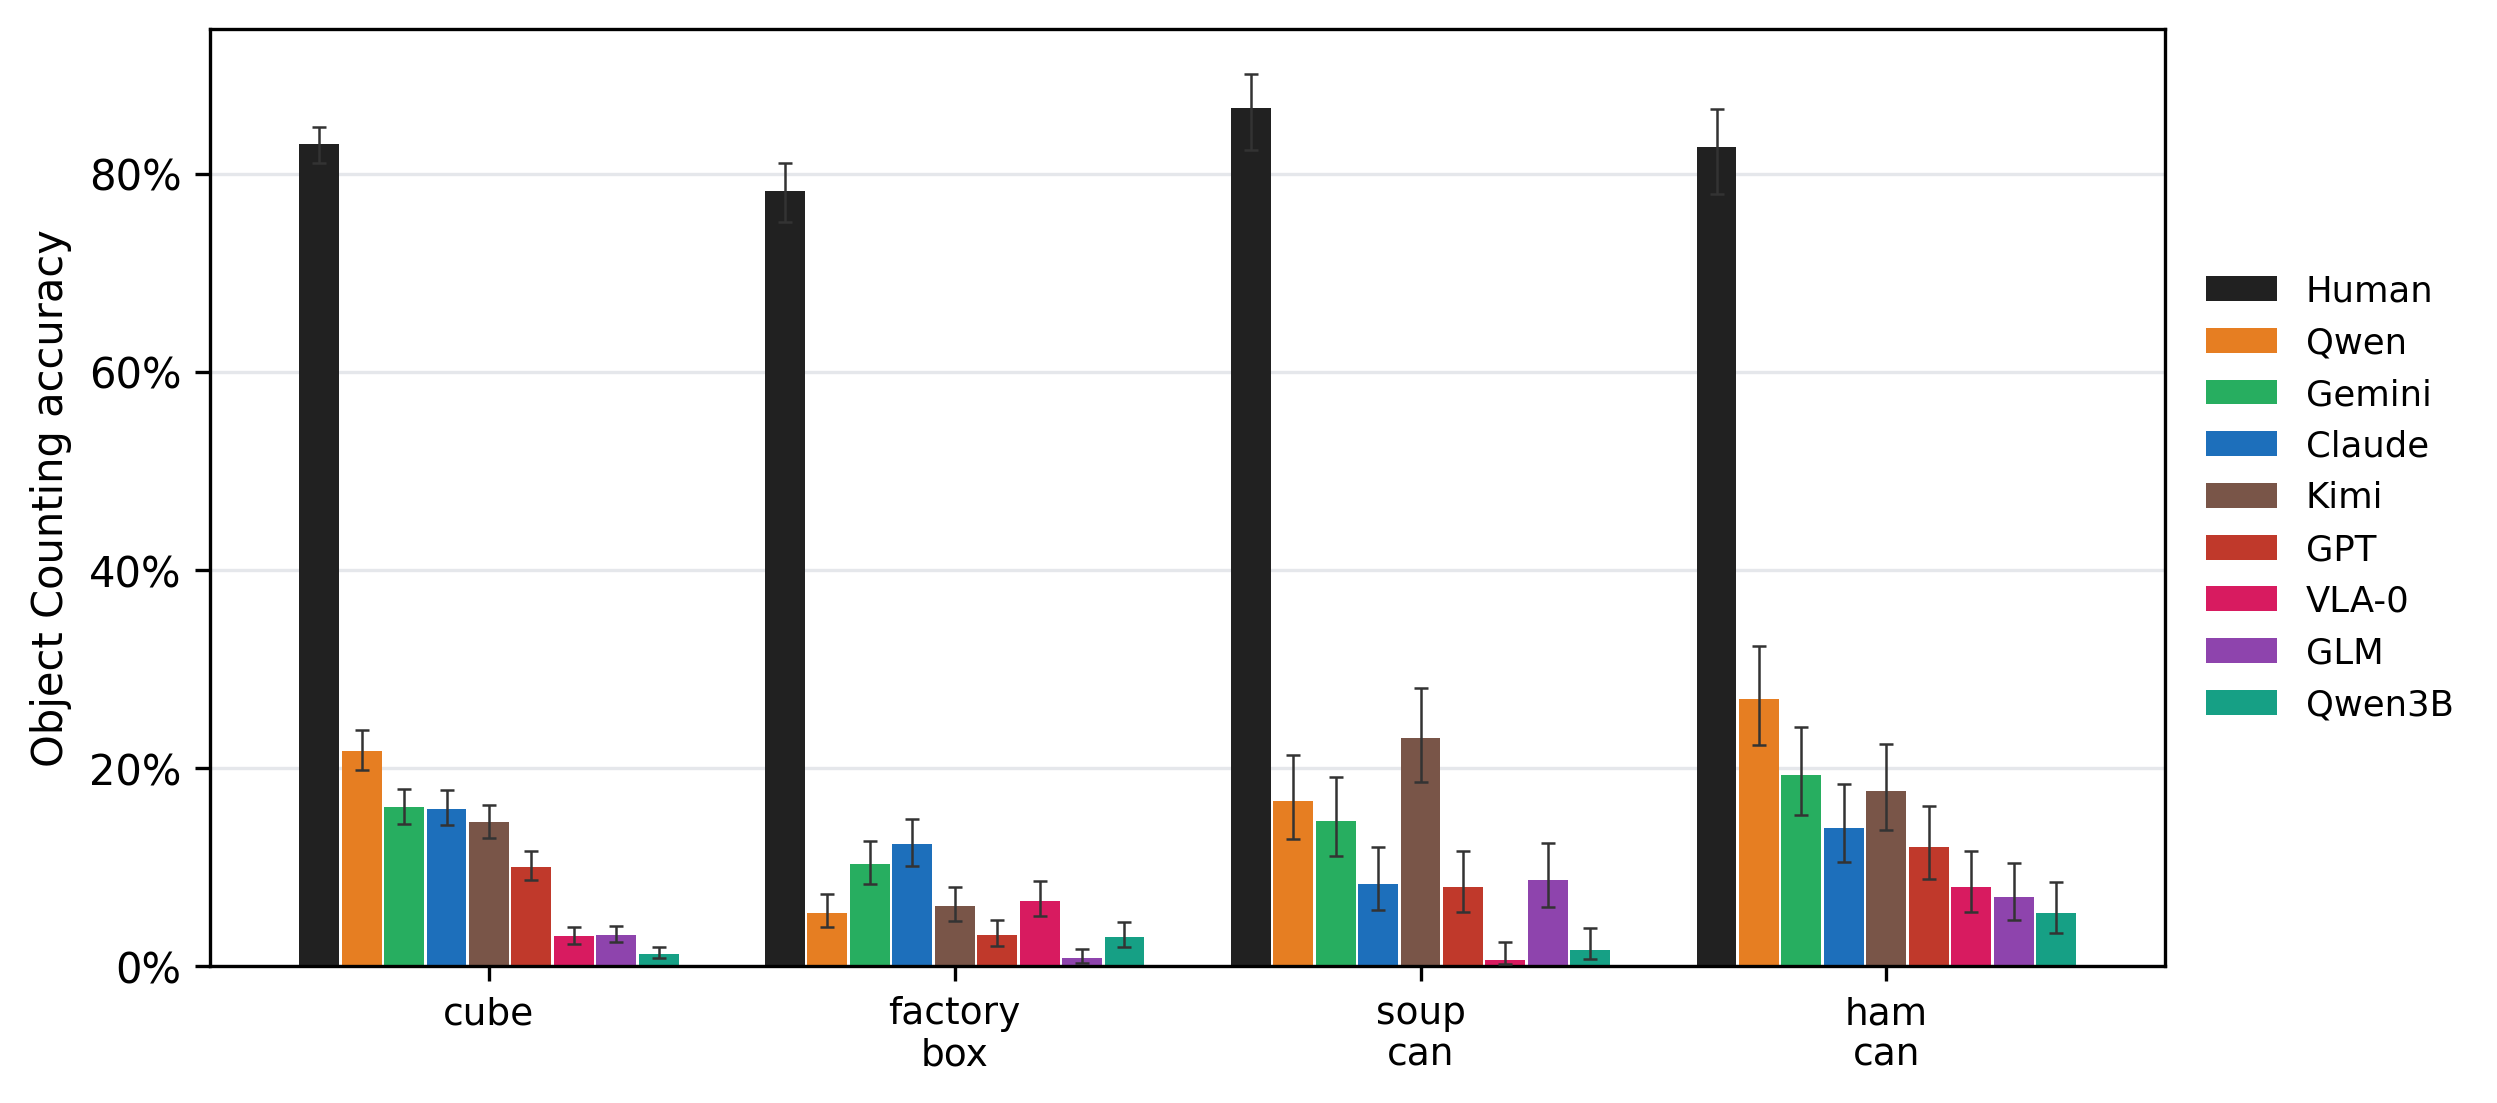 Object Counting accuracy
80%
60%
40%
20%
0%
cube
factory
box
soup
can
ham
can
Human
Qwen
Gemini
Claude
Kimi
GPT
VLA-0
GLM
Qwen3B